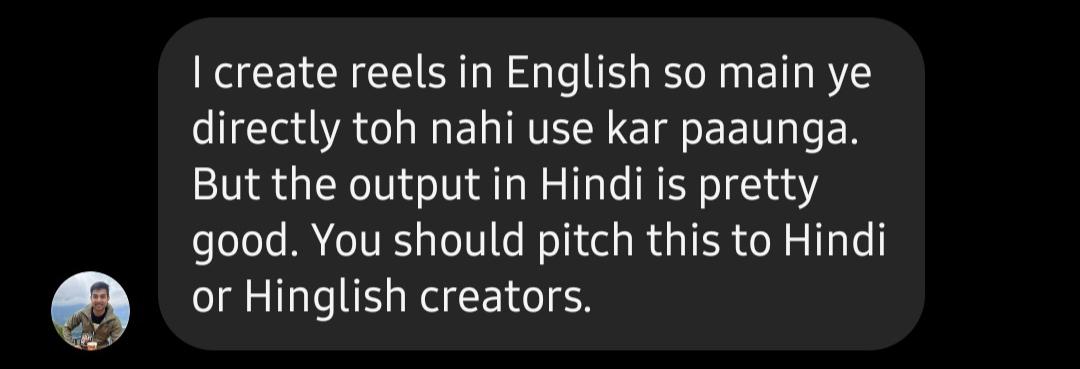 I create reels in English so main ye
directly toh nahi use kar paaunga.
But the output in Hindi is pretty
good. You should pitch this to Hindi
or Hinglish creators.